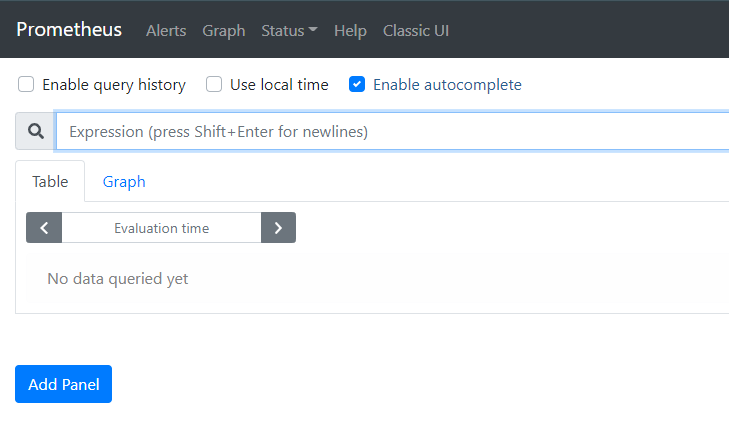 Prometheus Alerts Graph Status Help Classic UI
Enable query history Use local time Enable autocomplete
Expression (press Shift+Enter for newlines)
Table Graph
Evaluation time
No data queried yet
Add Panel